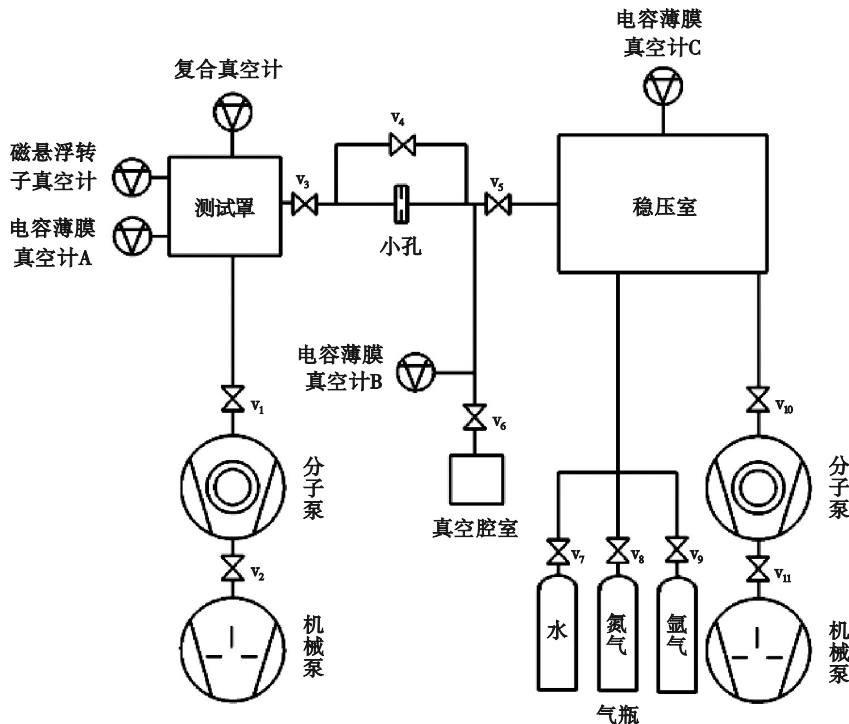 电容薄膜
真空计C
复合真空计
磁悬浮转
子真空计
电容薄膜
真空计A
测试罩
v3
v4
小孔
v5
稳压室
电容薄膜
真空计B
v1
v6
v10
分子泵
真空腔室
分子泵
v2
v7
v8
v9
v11
机械泵
水
氮气
氩气
机械泵
气瓶